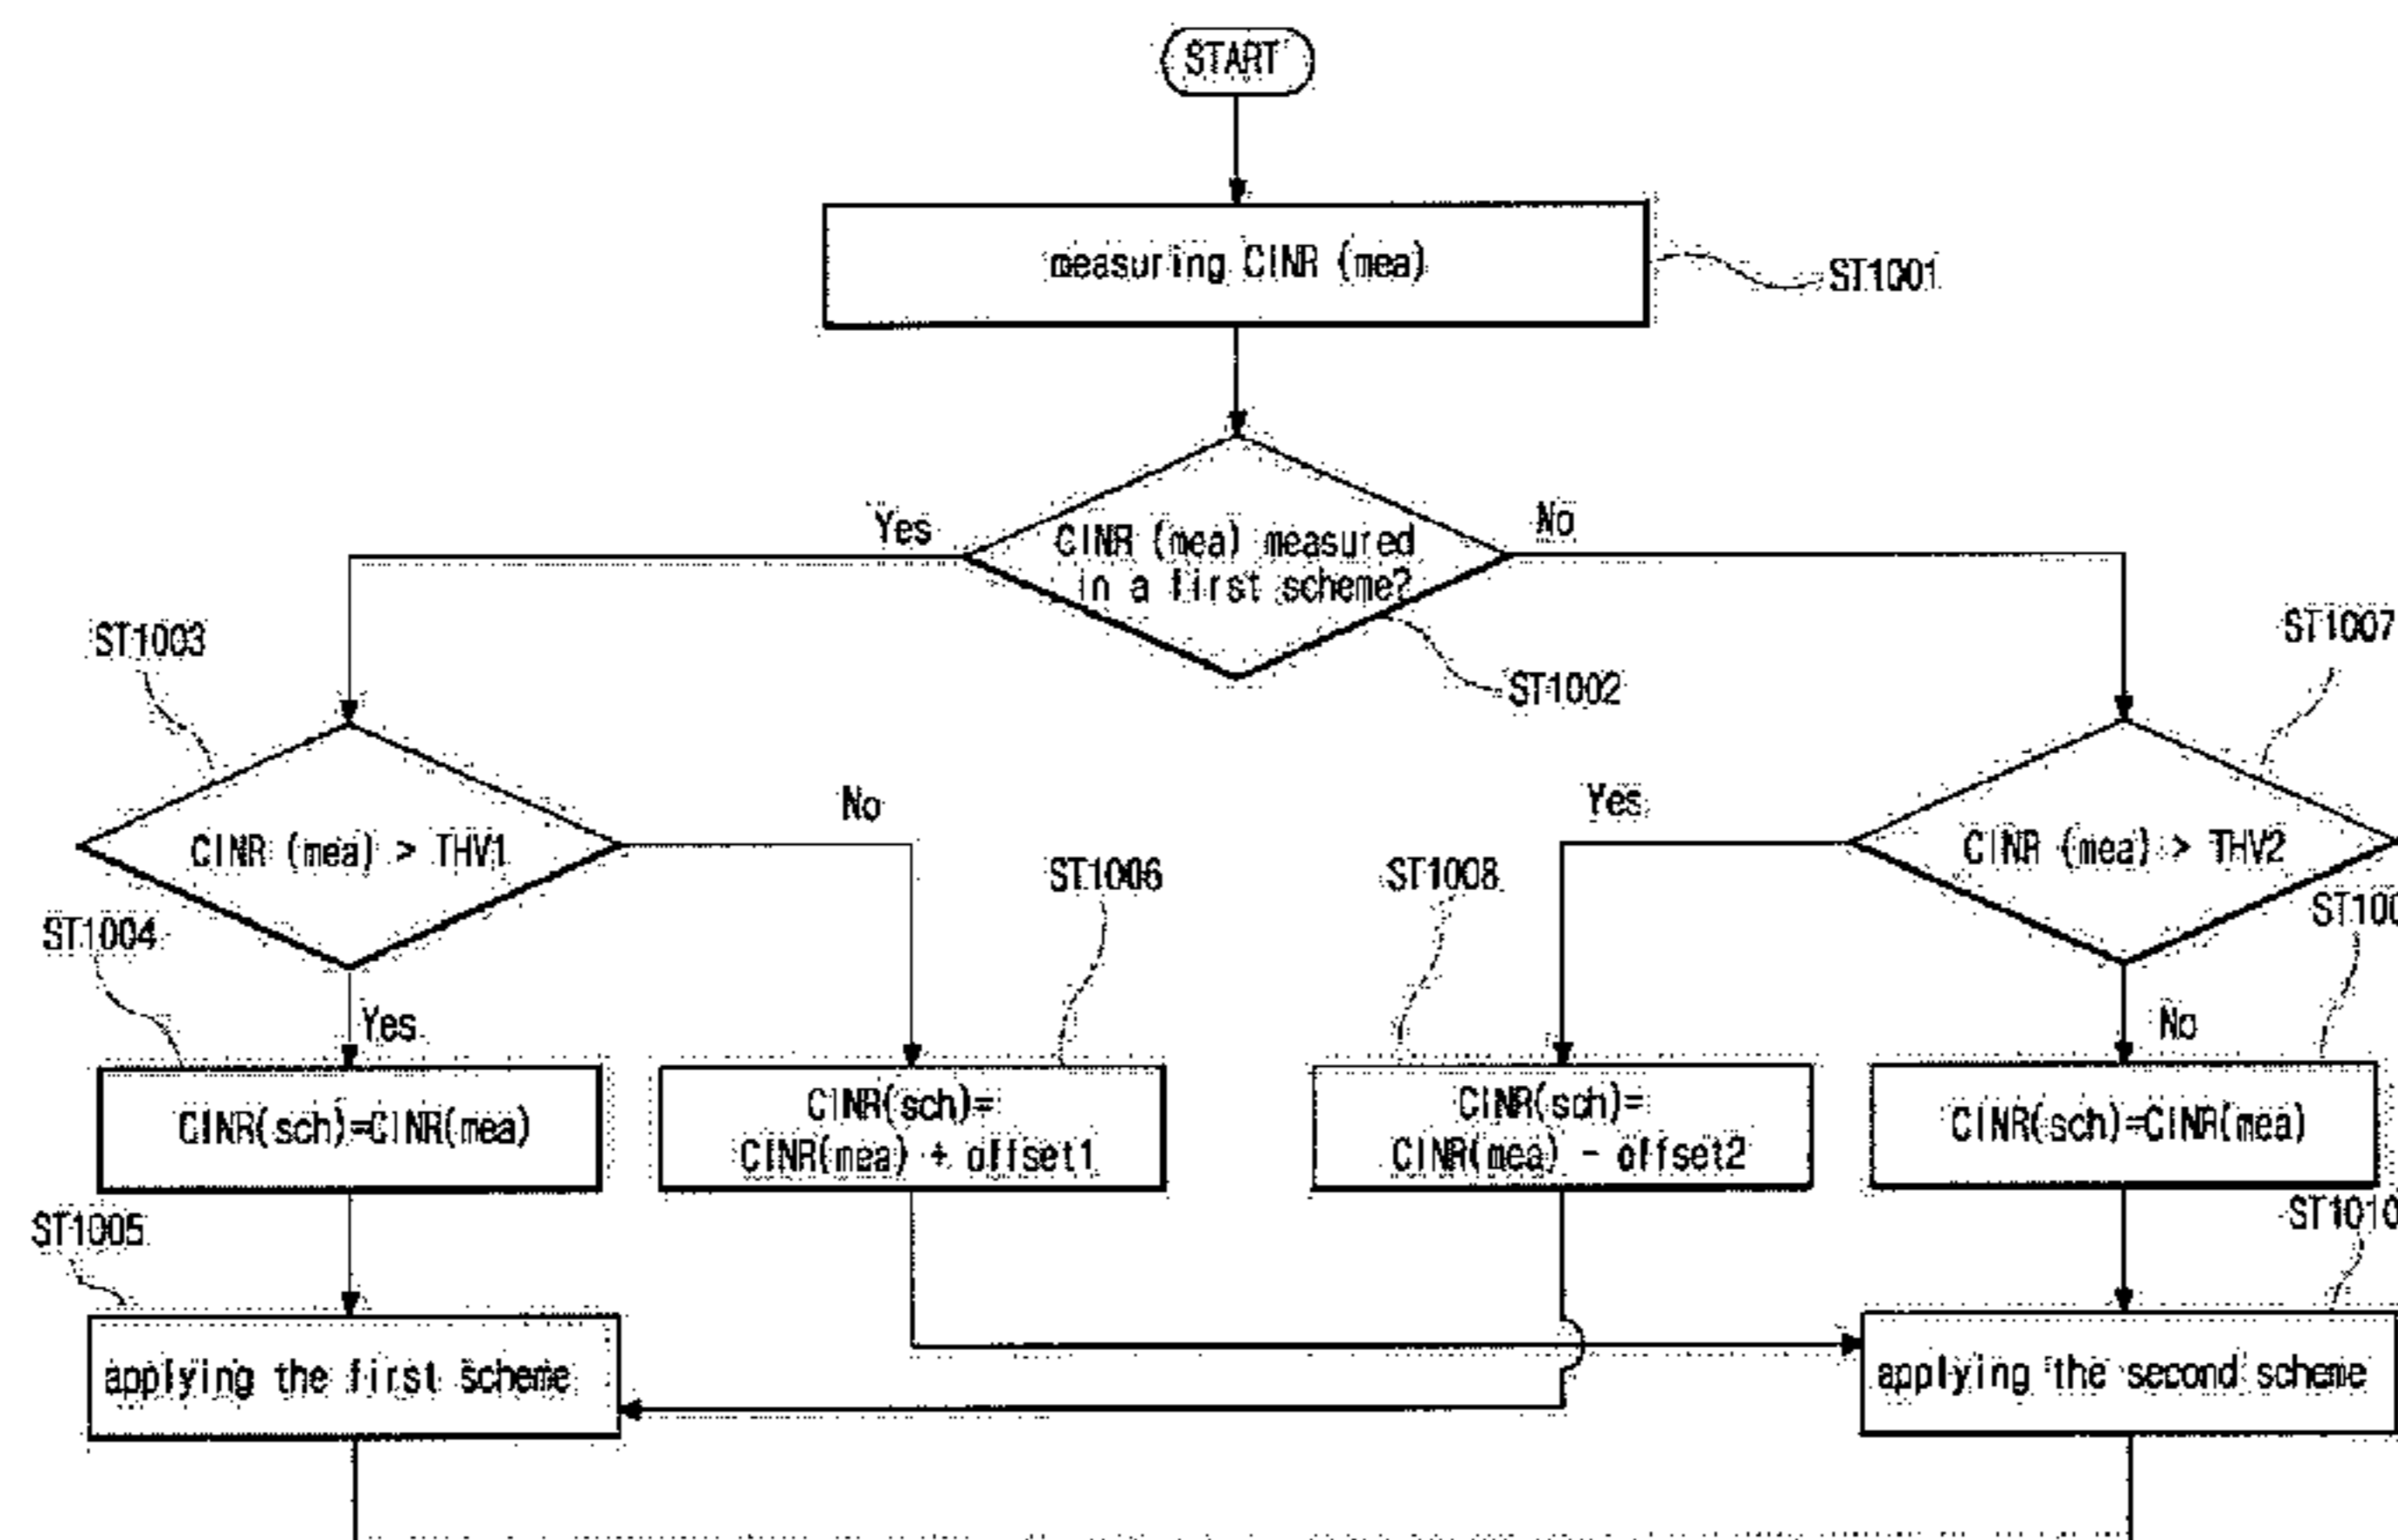 START
measuring CINR (mea)
ST1001
CINR (mea) measured
in a first scheme?
Yes
No
ST1002
ST1003
ST1007
CINR (mea) > THV1
No
Yes
CINR (mea) > THV2
ST1004
ST1006
ST1008
Yes
No
CINR(sch)=CINR(mea)
CINR(sch)=
CINR(mea) + offset1
CINR(sch)=
CINR(mea) - offset2
CINR(sch)=CINR(mea)
ST1005
ST1010
applying the first scheme
applying the second scheme